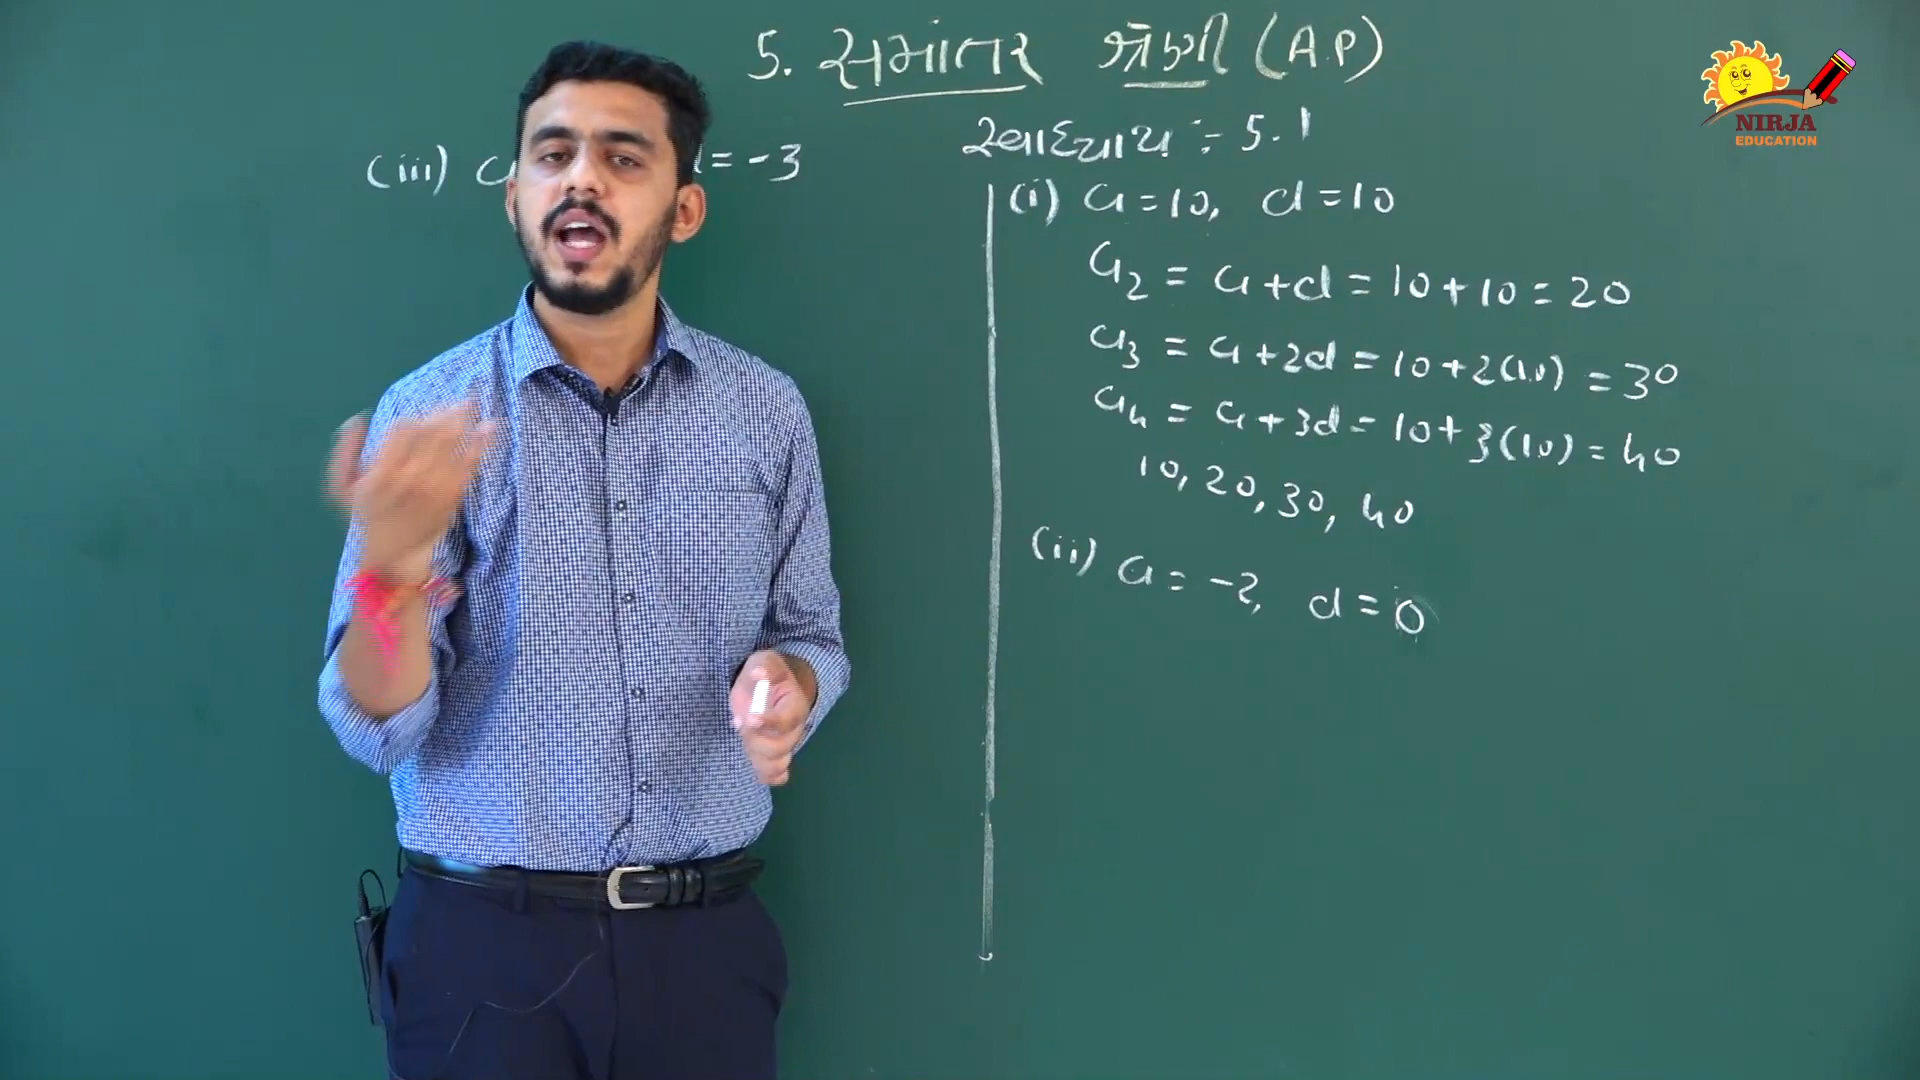 5. સમાંતર શ્રેણી (A.P)
સ્વાધ્યાય :- 5.1
(iii) a = -3
(i) a = 10, d = 10
a2 = a + d = 10 + 10 = 20
a3 = a + 2d = 10 + 2(10) = 30
a4 = a + 3d = 10 + 3(10) = 40
10, 20, 30, 40
(ii) a = -2, d = 0
NIRJA
EDUCATION